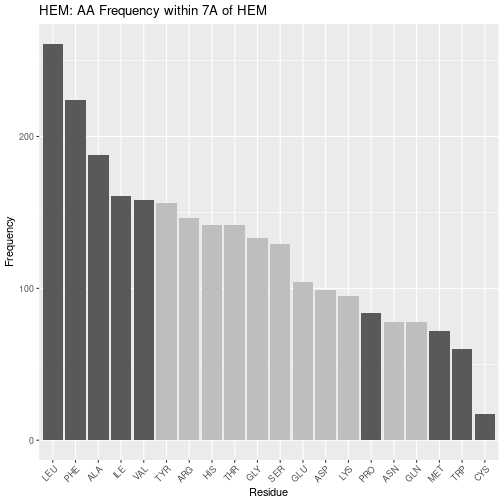 HEM: AA Frequency within 7A of HEM
Frequency
200
100
0
LEU PHE ALA ILE VAL TYR ARG HIS THR GLY SER GLU ASP LYS PRO ASN GLN MET TRP CYS
Residue